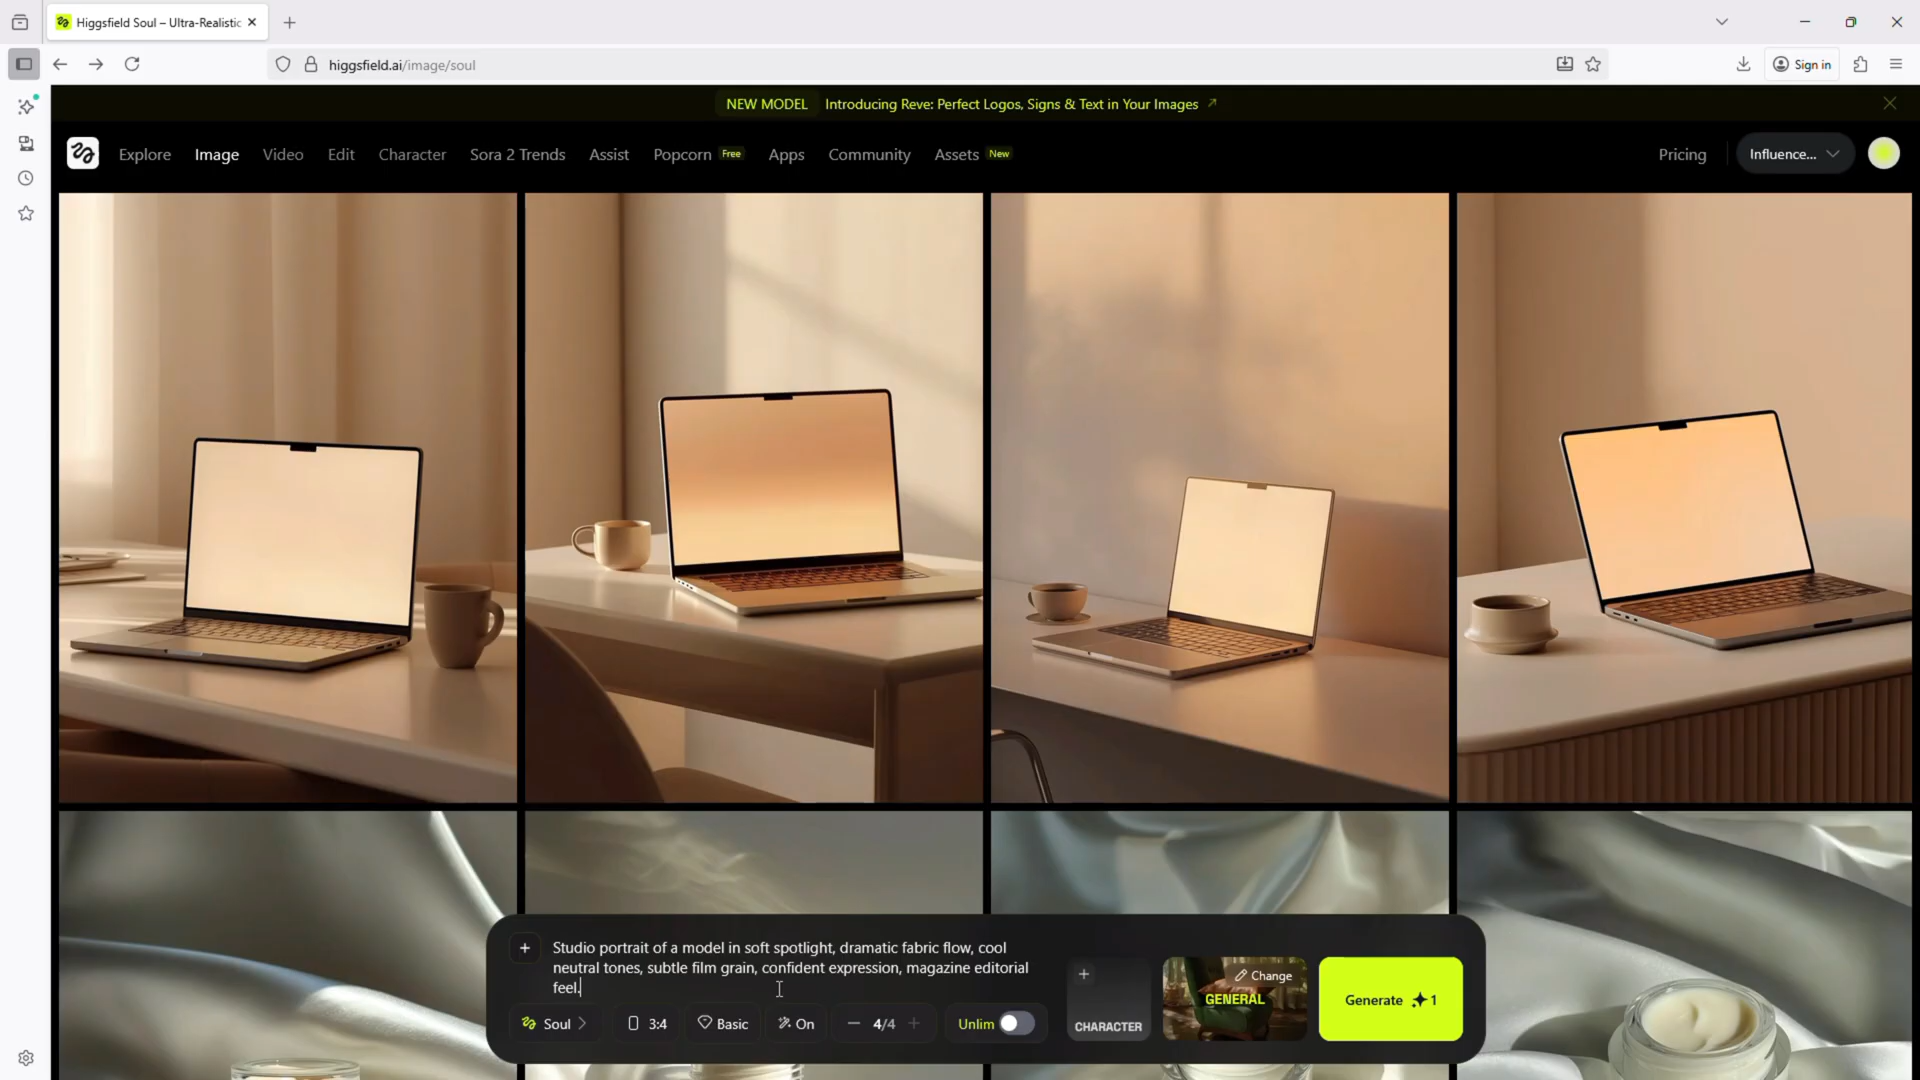 Higgsfield Soul – Ultra-Realistic
higgsfield.ai/image/soul
Sign in
NEW MODEL Introducing Reve: Perfect Logos, Signs & Text in Your Images
Explore Image Video Edit Character Sora 2 Trends Assist Popcorn Free Apps Community Assets New Pricing Influence...
Studio portrait of a model in soft spotlight, dramatic fabric flow, cool
neutral tones, subtle film grain, confident expression, magazine editorial
feel.
Change
GENERAL
CHARACTER
Generate 1
Soul 3:4 Basic On 4/4 Unlim